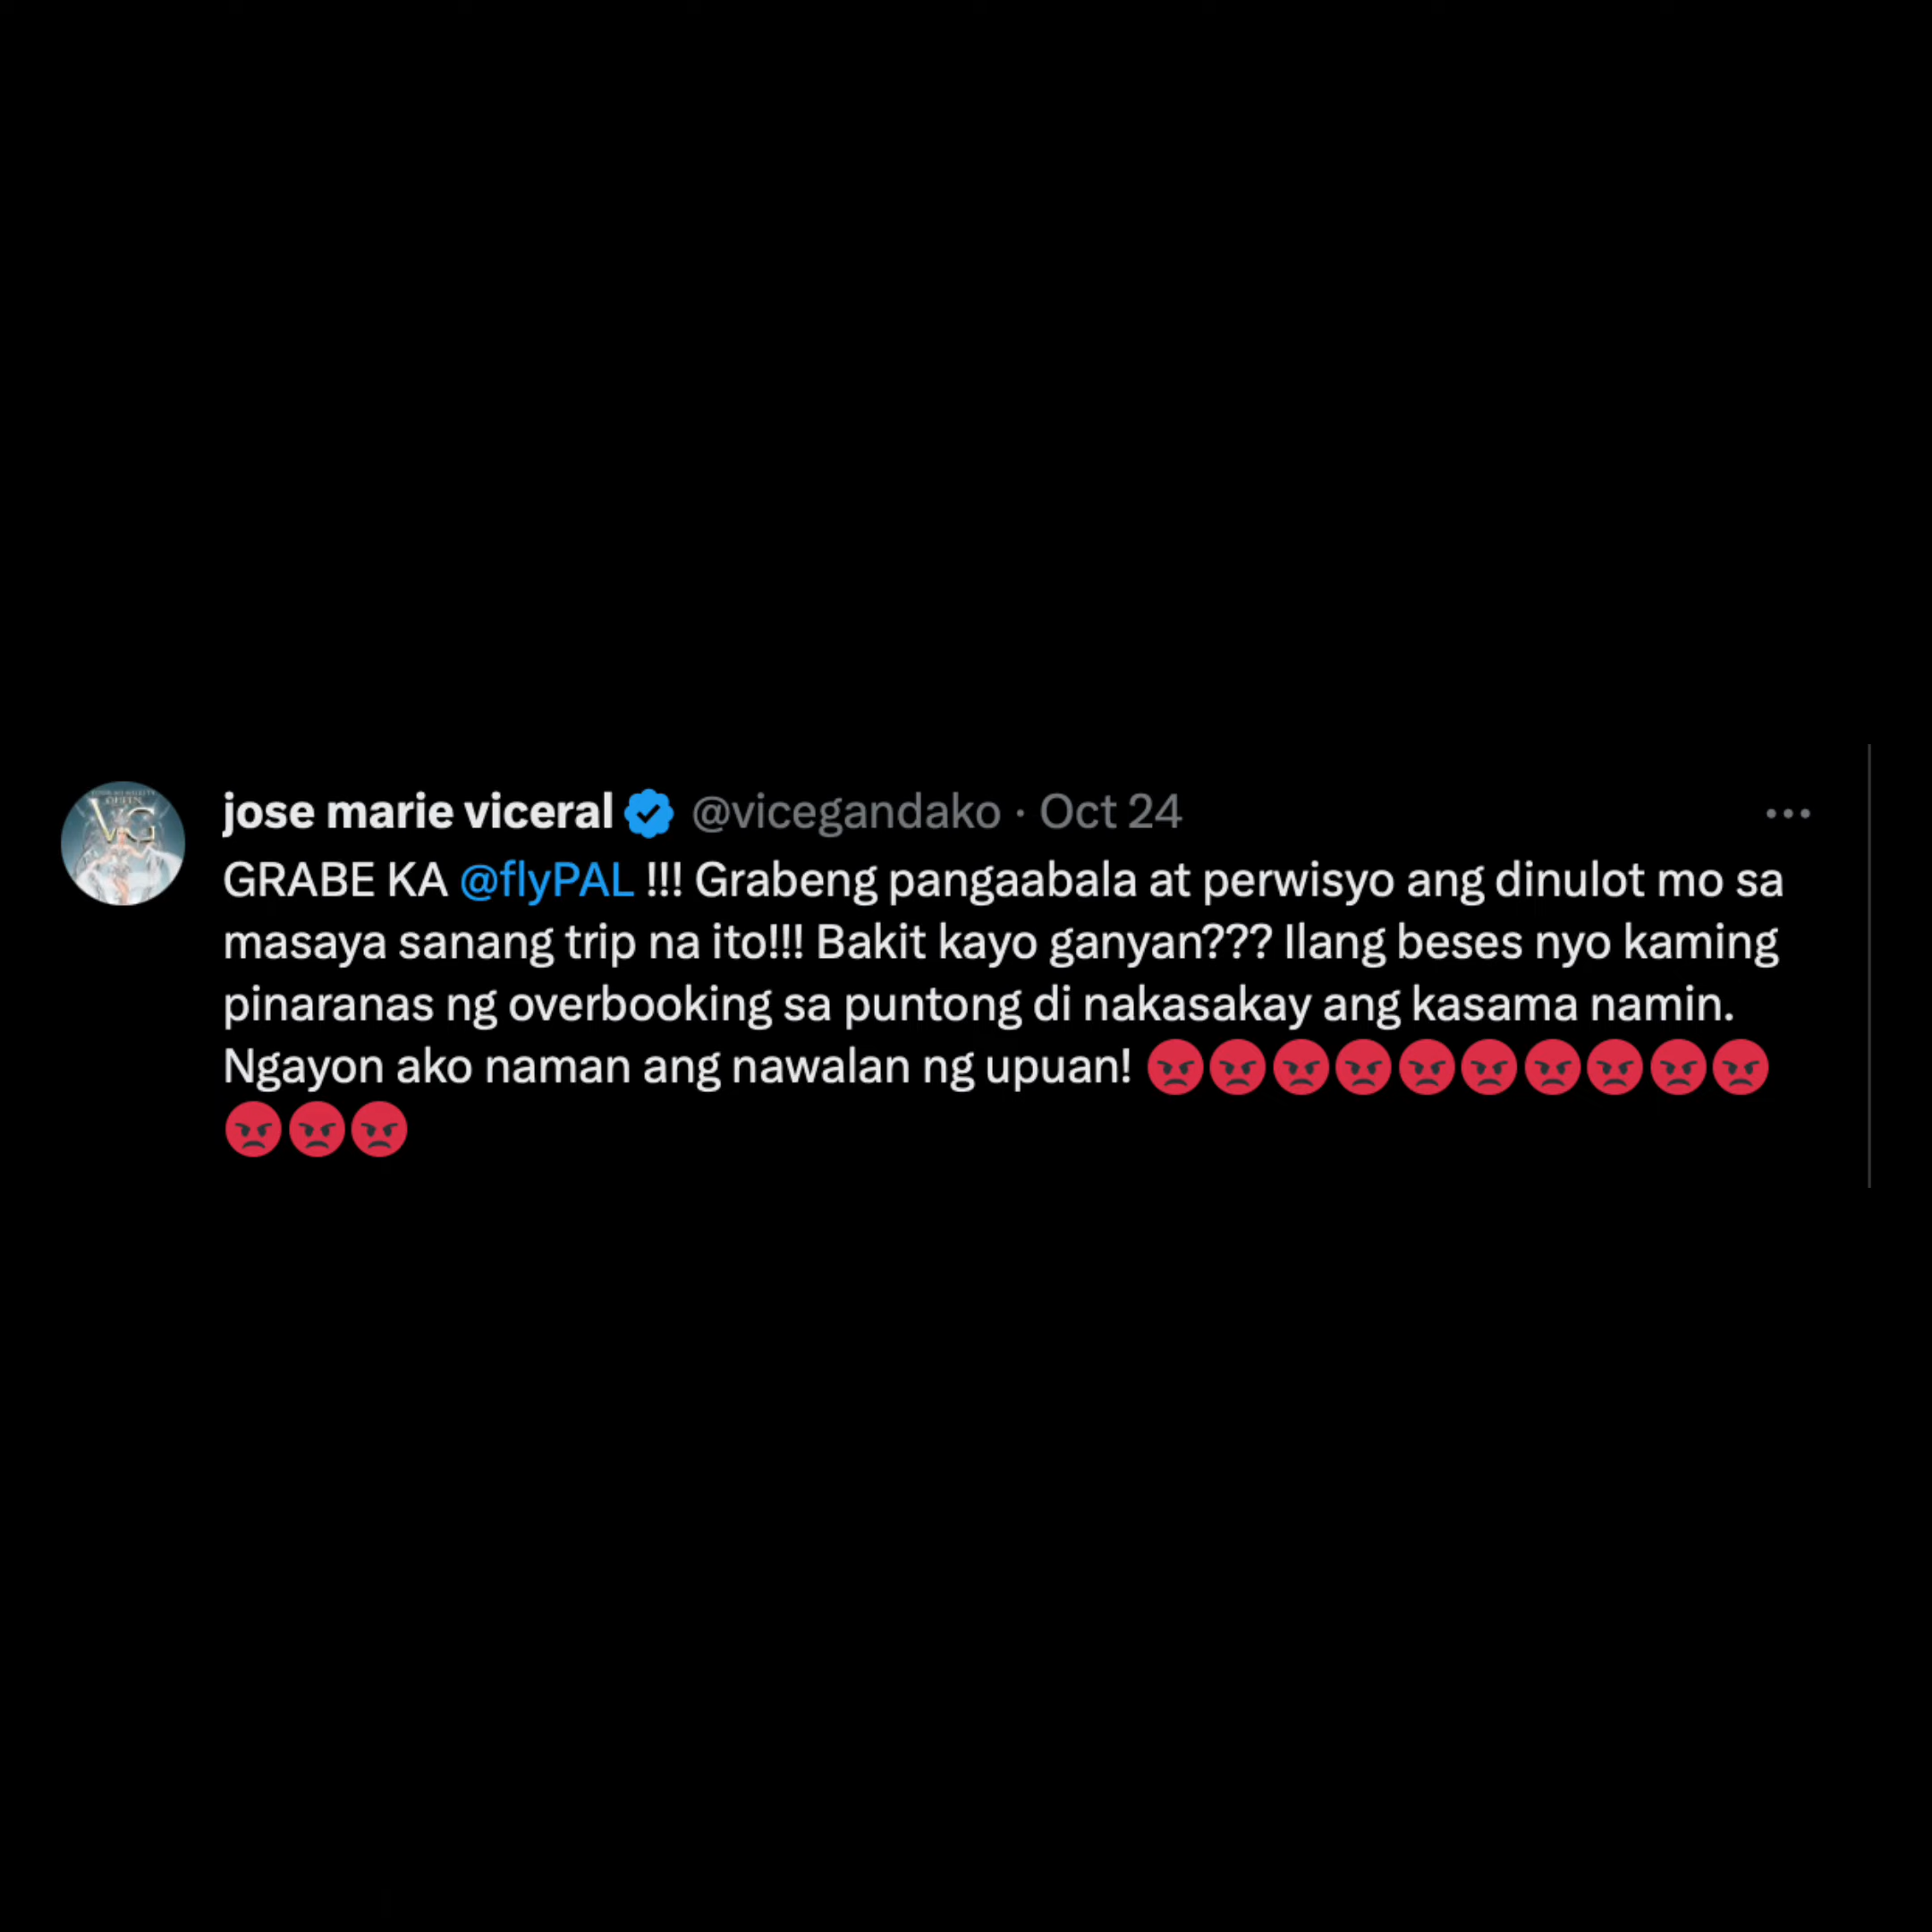 jose marie viceral @vicegandako · Oct 24
GRABE KA @flyPAL !!! Grabeng pangaabala at perwisyo ang dinulot mo sa
masaya sanang trip na ito!!! Bakit kayo ganyan??? Ilang beses nyo kaming
pinaranas ng overbooking sa puntong di nakasakay ang kasama namin.
Ngayon ako naman ang nawalan ng upuan! 😡😡😡😡😡😡😡😡😡😡
😡😡😡
VG